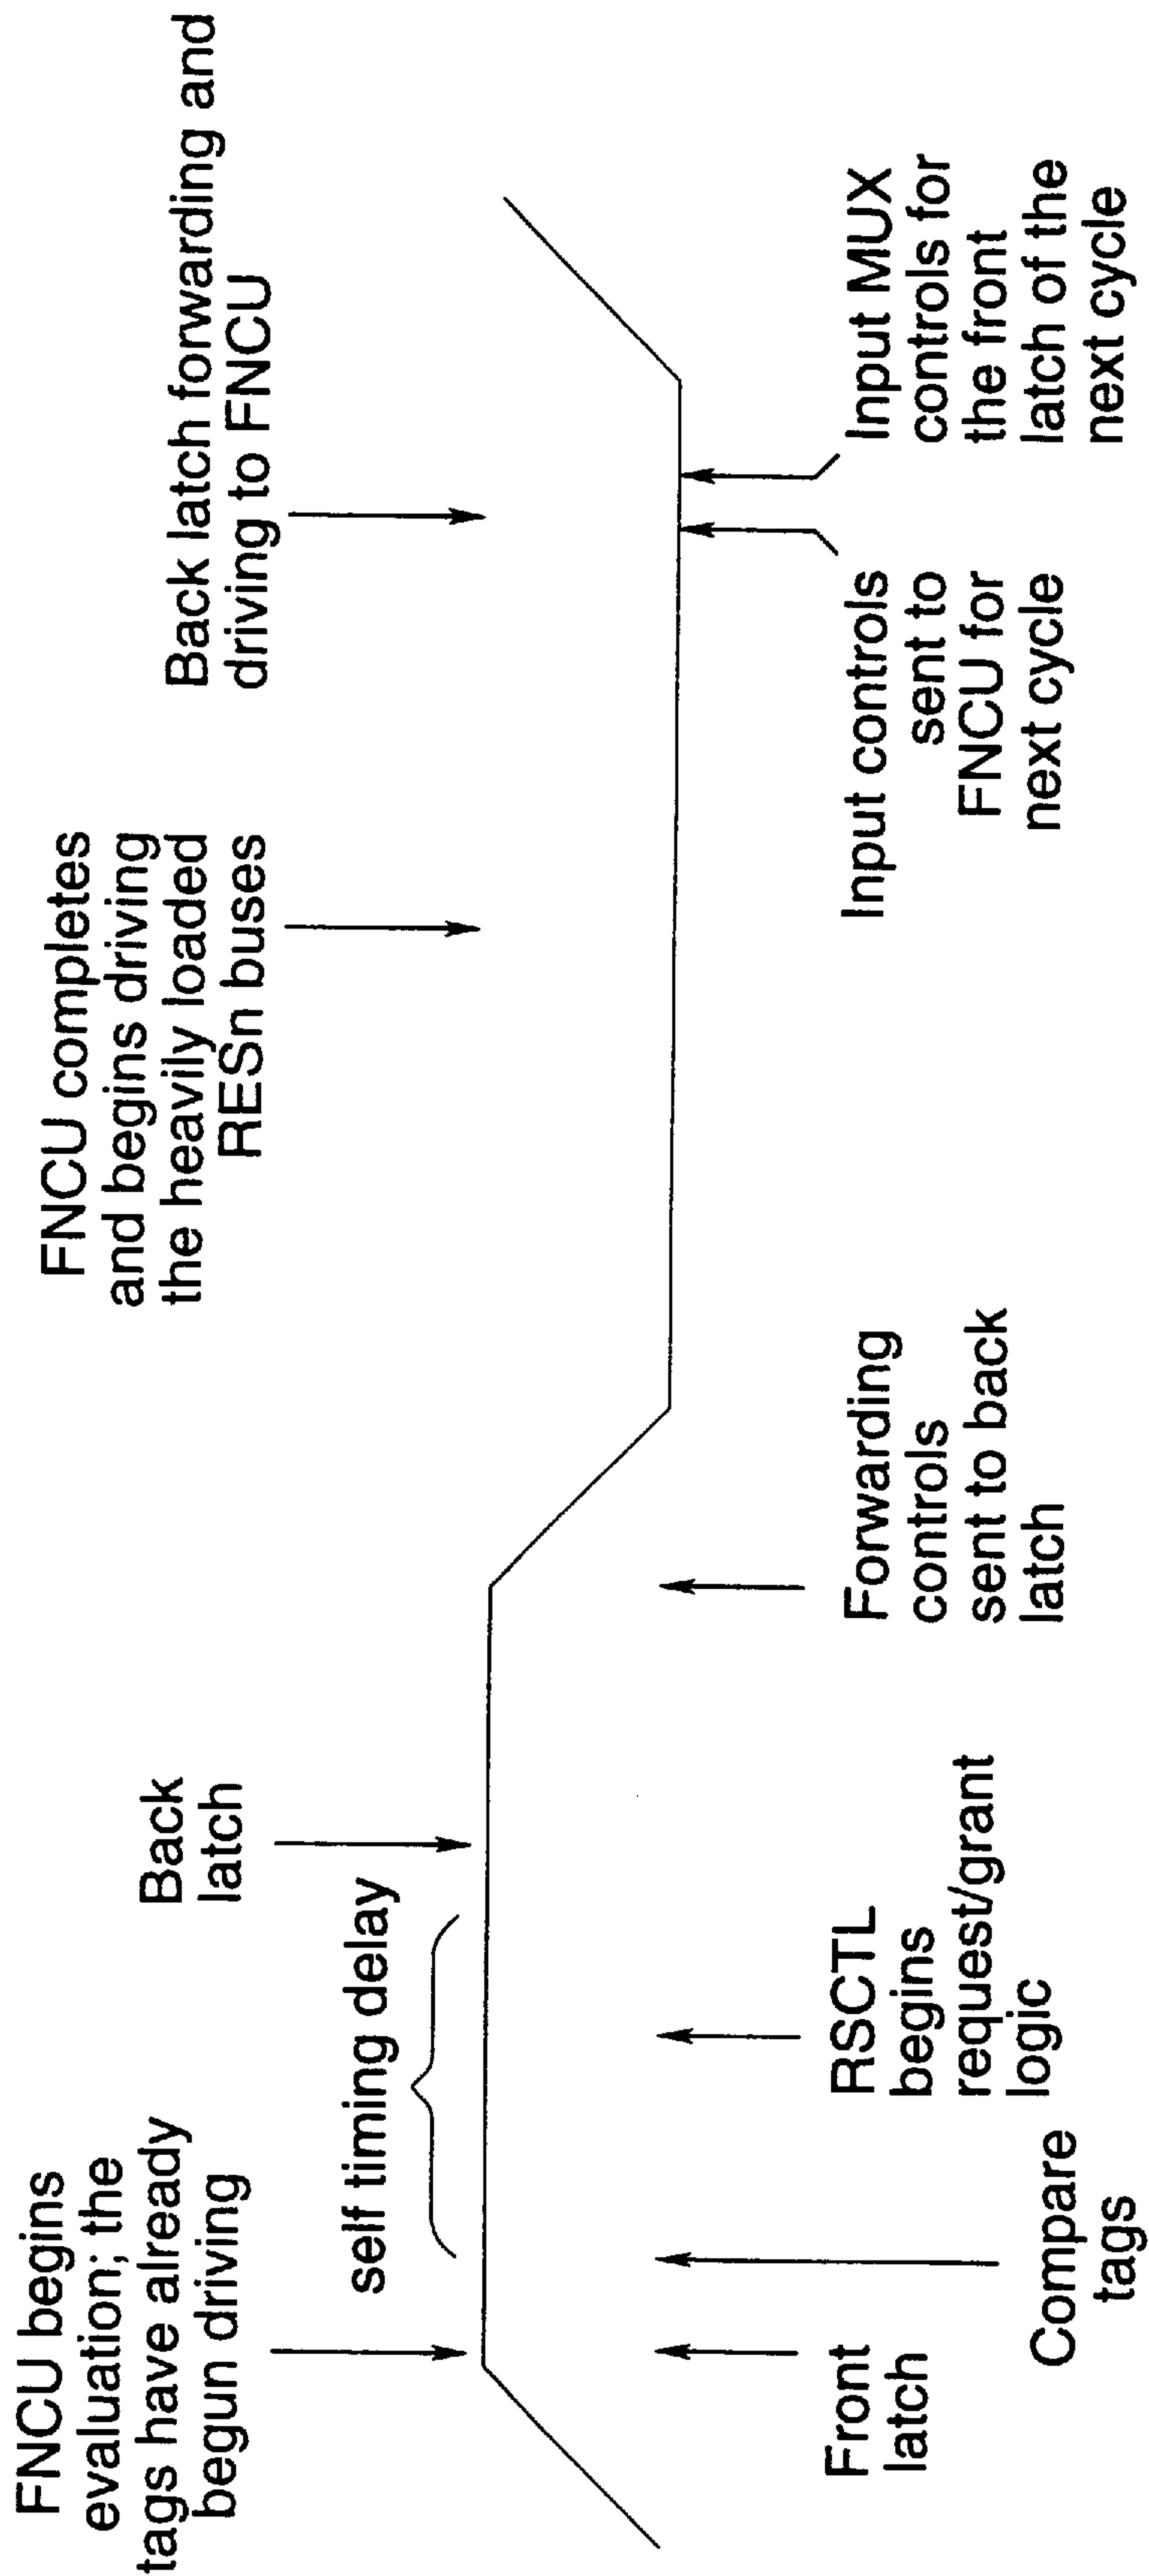 FNCU begins
evaluation; the
tags have already
begun driving
self timing delay
Back
latch
FNCU completes
and begins driving
the heavily loaded
RESn buses
Back latch forwarding and
driving to FNCU
Front
latch
Compare
tags
RSCTL
begins
request/grant
logic
Forwarding
controls
sent to back
latch
Input controls
sent to
FNCU for
next cycle
Input MUX
controls for
the front
latch of the
next cycle